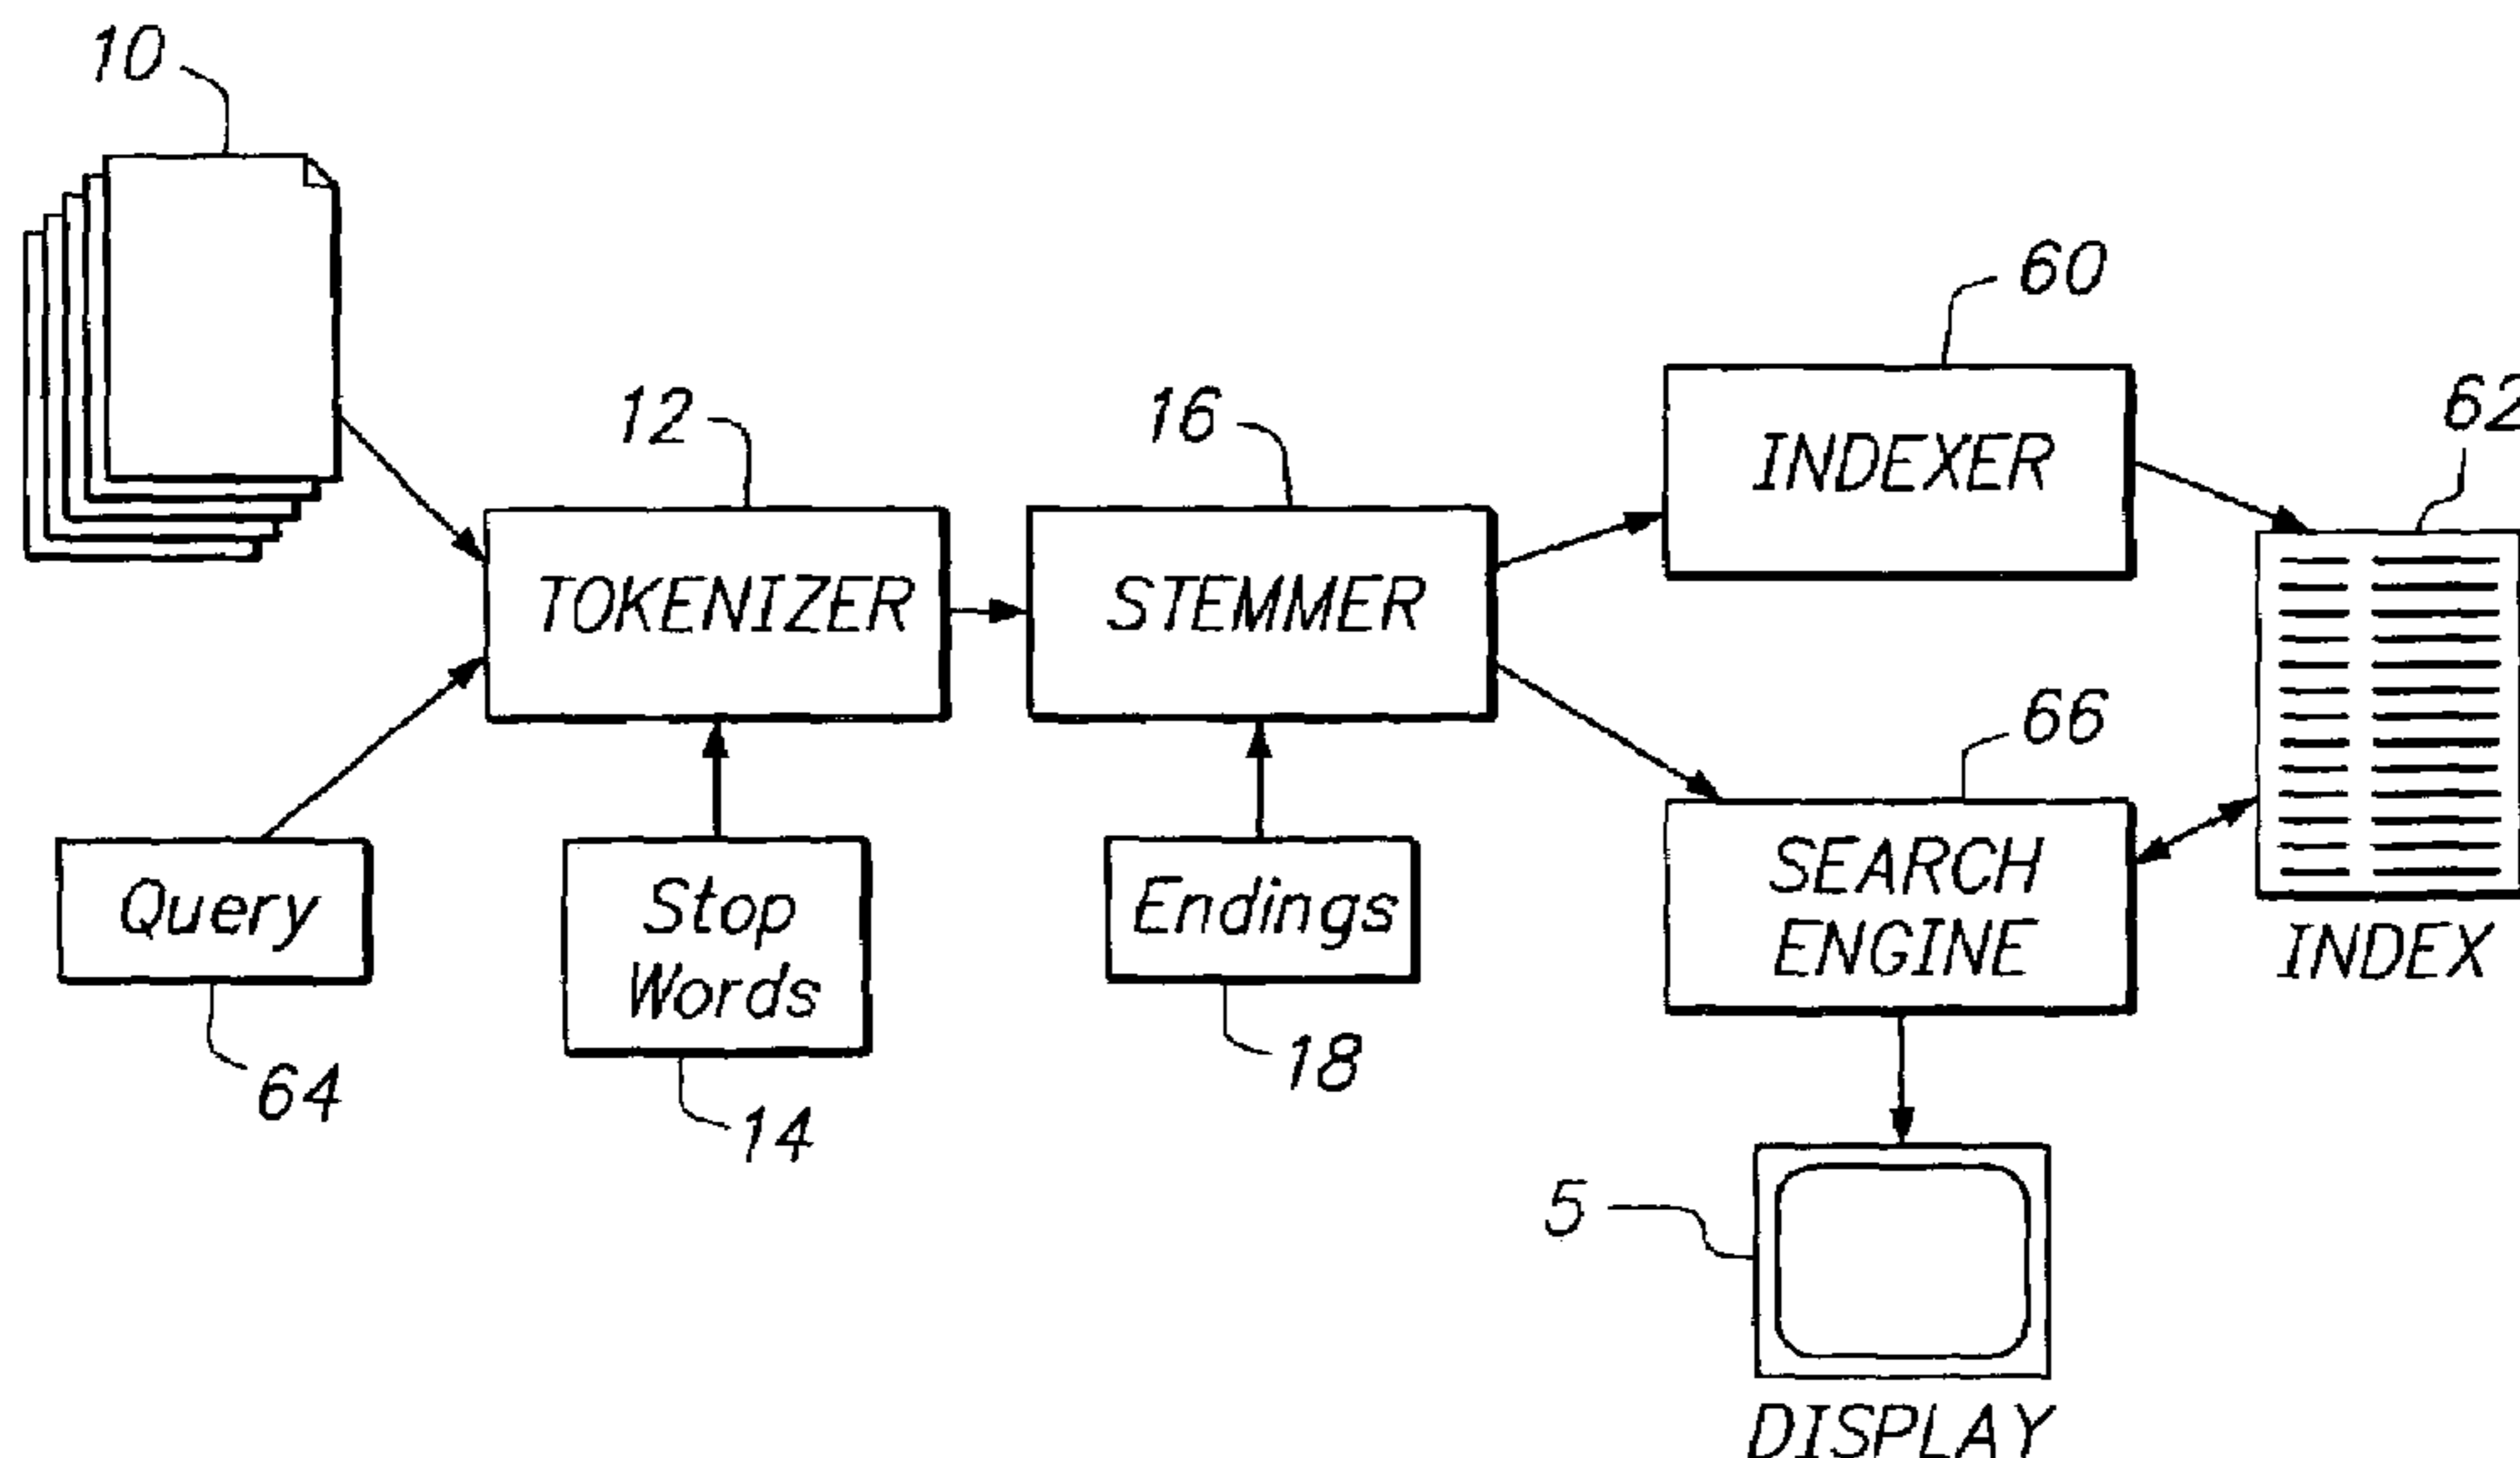 10
60
12
16
62
INDEXER
TOKENIZER
STEMMER
66
Query
Stop
Words
Endings
SEARCH
ENGINE
INDEX
18
64
14
5
DISPLAY